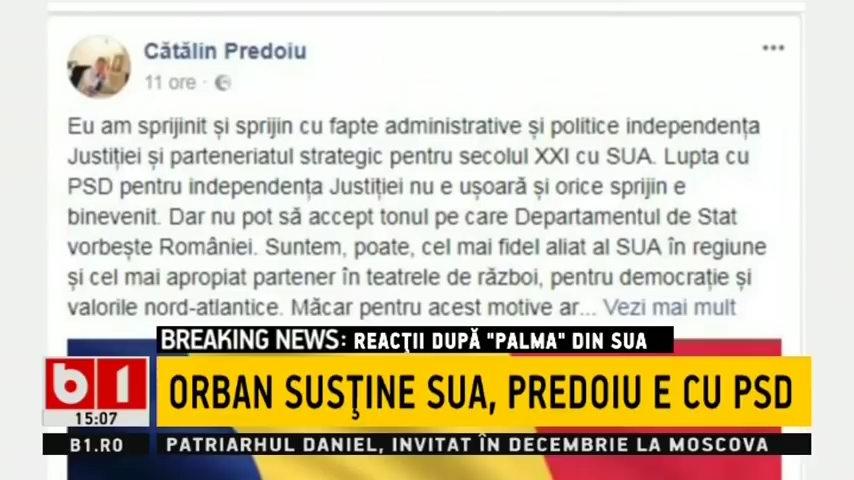 Cătălin Predoiu
11 ore
Eu am sprijinit și sprijin cu fapte administrative și politice independența
Justiției și parteneriatul strategic pentru secolul XXI cu SUA. Lupta cu
PSD pentru independența Justiției nu e ușoară și orice sprijin e
binevenit. Dar nu pot să accept tonul pe care Departamentul de Stat
vorbește României. Suntem, poate, cel mai fidel aliat al SUA în regiune
și cel mai apropiat partener în teatrele de război, pentru democrație și
valorile nord-atlantice. Măcar pentru acest motive ar... Vezi mai mult
BREAKING NEWS: REACŢII DUPĂ "PALMA" DIN SUA
b1
ORBAN SUSŢINE SUA, PREDOIU E CU PSD
15:07
B1.RO
PATRIARHUL DANIEL, INVITAT ÎN DECEMBRIE LA MOSCOVA